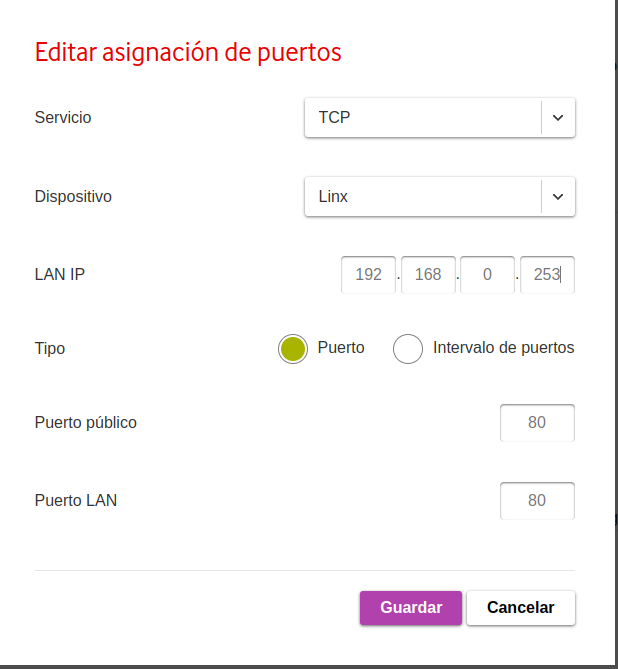 Editar asignación de puertos
Servicio TCP
Dispositivo Linx
LAN IP 192 . 168 . 0 . 253
Tipo Puerto Intervalo de puertos
Puerto público 80
Puerto LAN 80
Guardar Cancelar